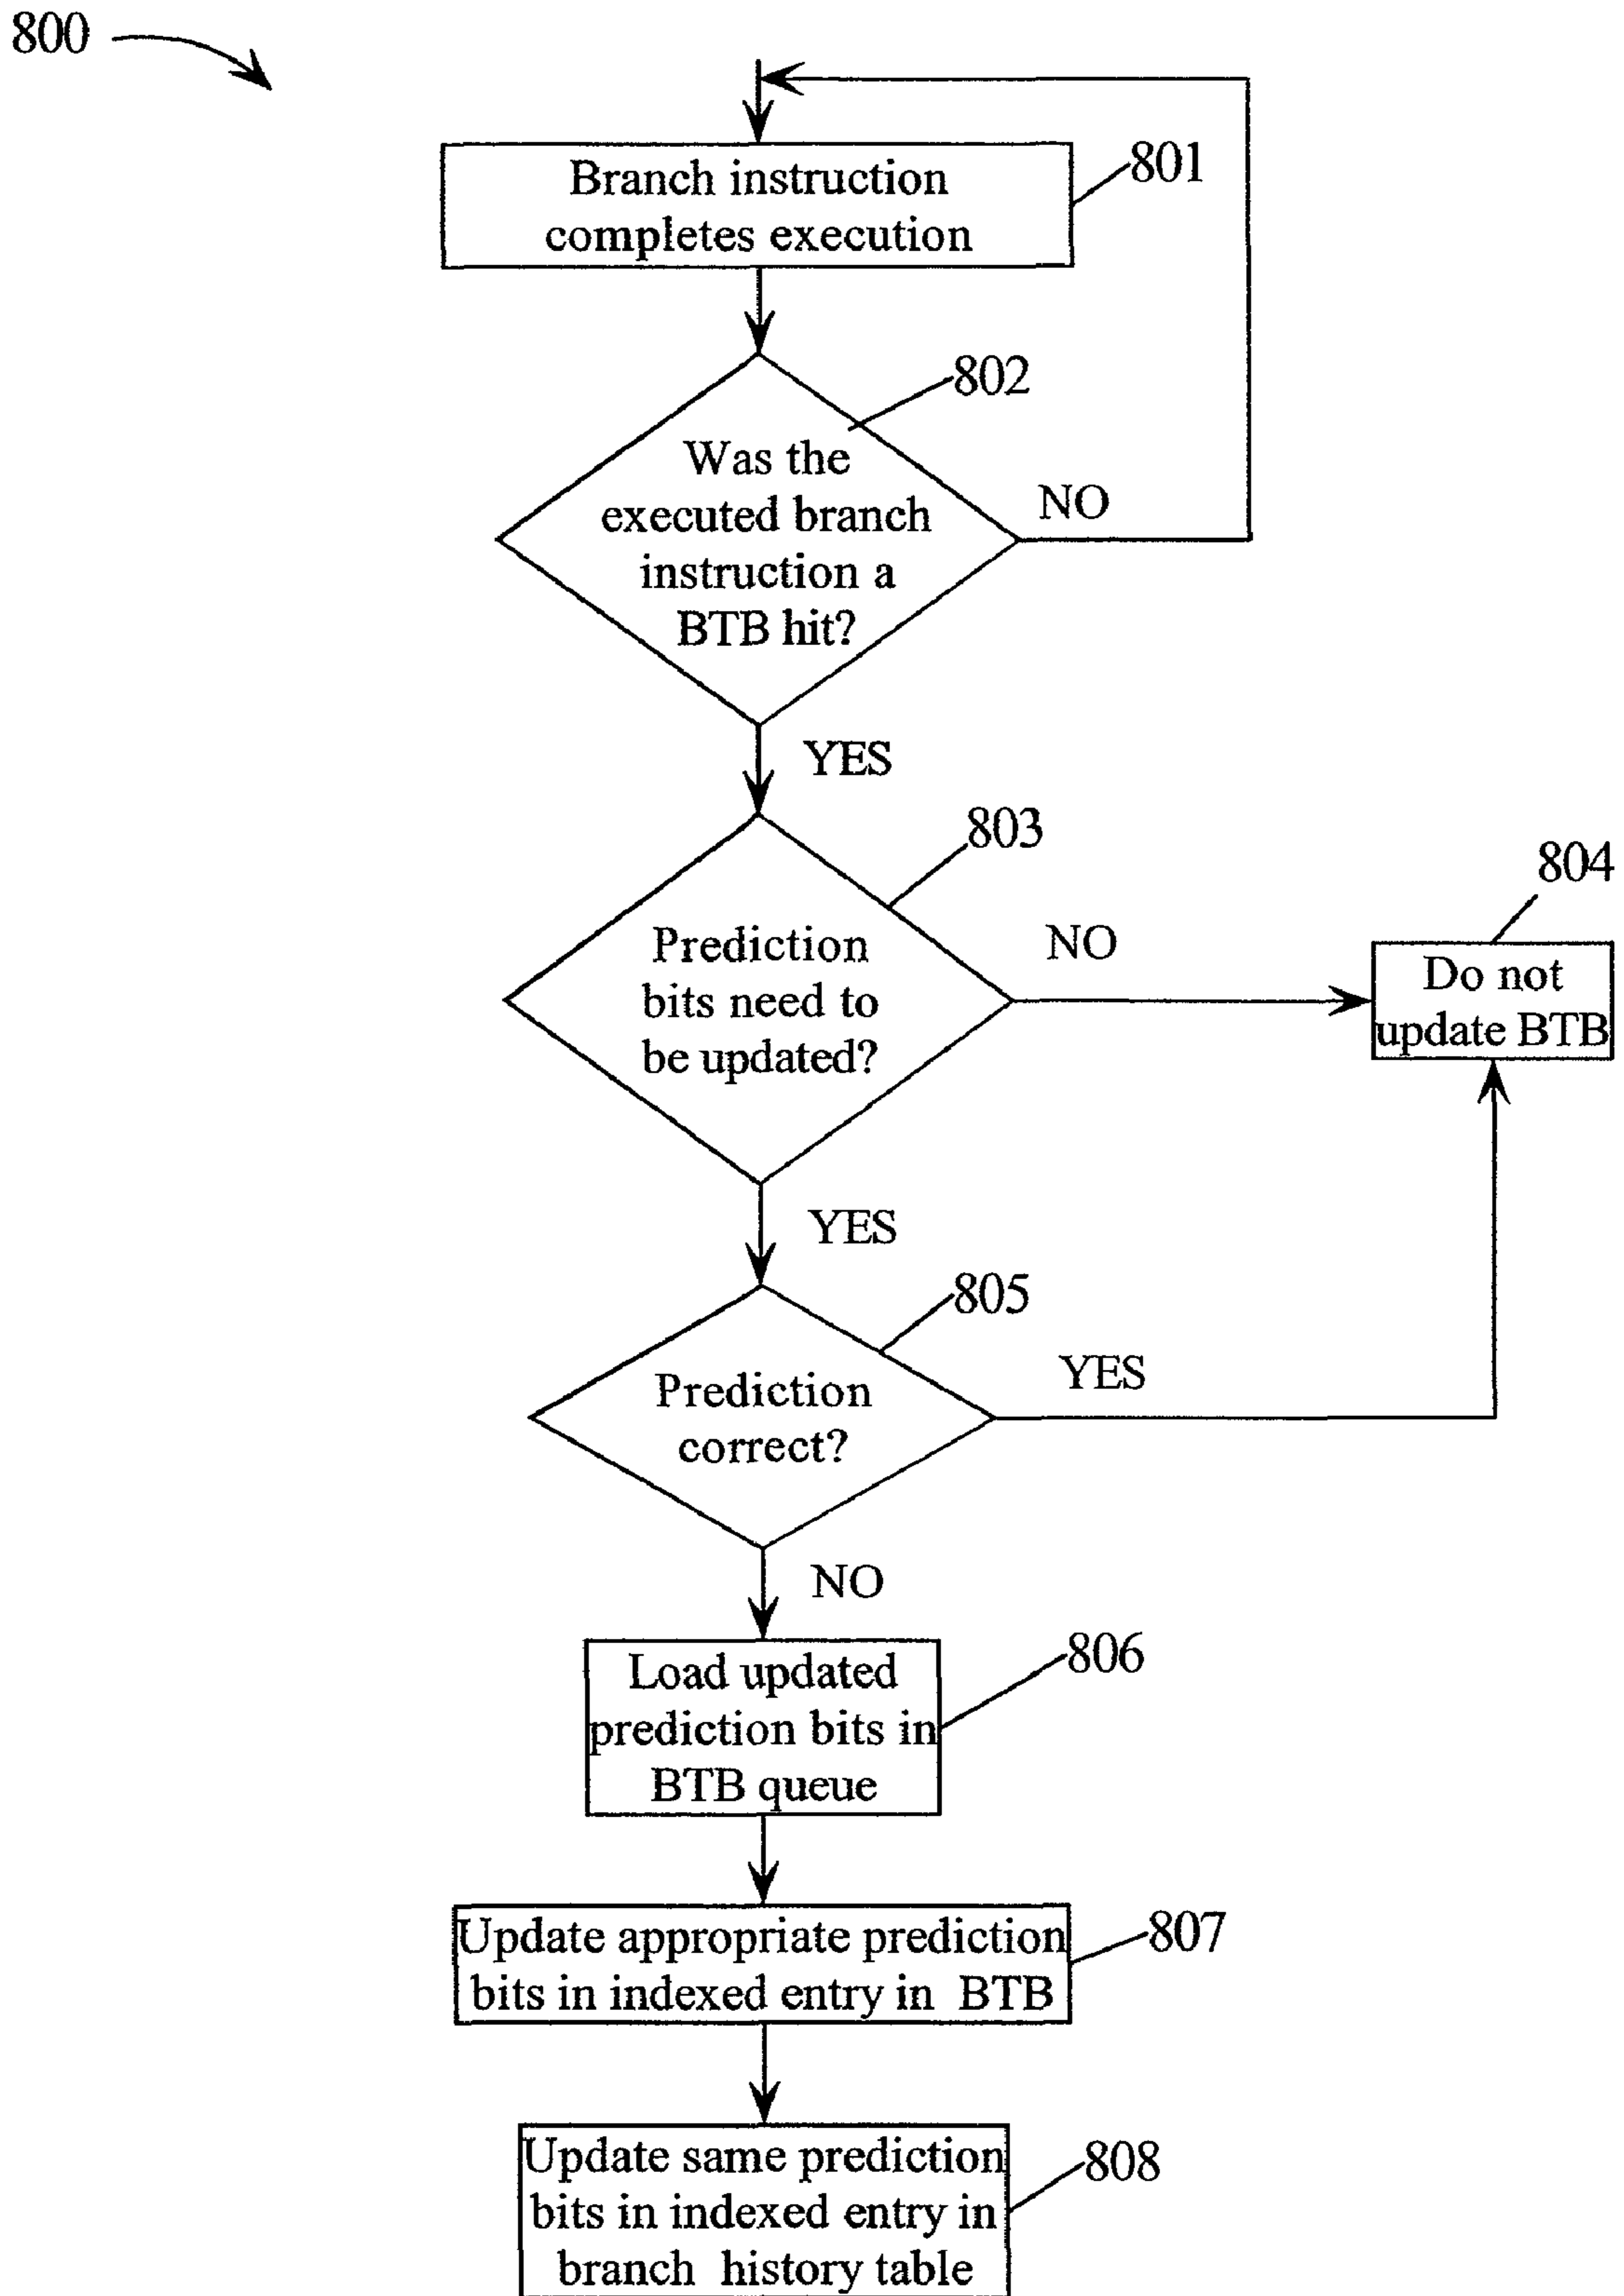 800
Branch instruction
completes execution
801
802
Was the
executed branch
instruction a
BTB hit?
NO
YES
803
Prediction
bits need to
be updated?
NO
804
Do not
update BTB
YES
805
Prediction
correct?
YES
NO
Load updated
prediction bits in
BTB queue
806
Update appropriate prediction
bits in indexed entry in BTB
807
Update same prediction
bits in indexed entry in
branch history table
808